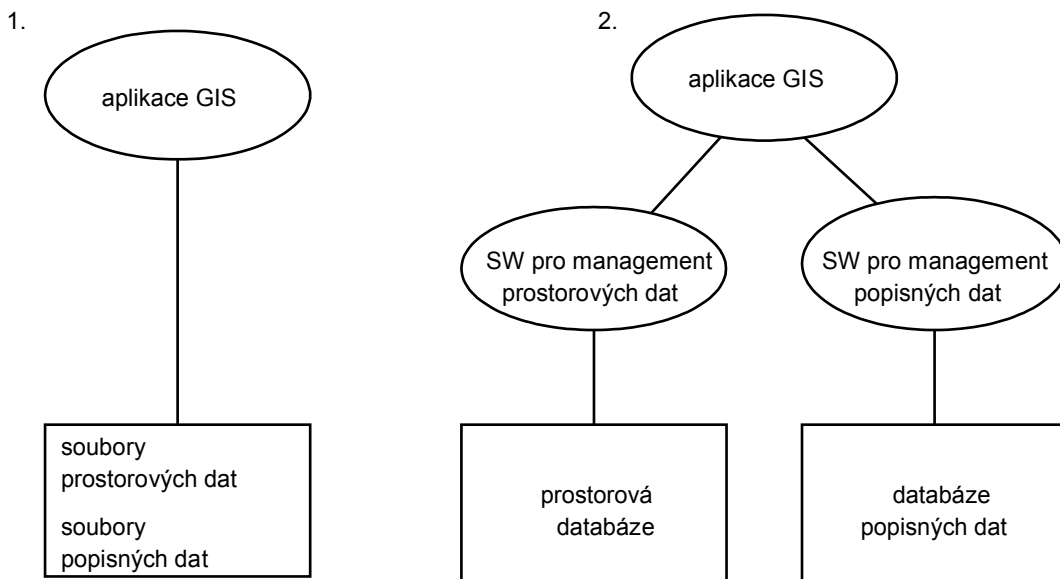 1.
aplikace GIS
soubory
prostorových dat
soubory
popisných dat
2.
aplikace GIS
SW pro management
prostorových dat
SW pro management
popisných dat
prostorová
databáze
databáze
popisných dat